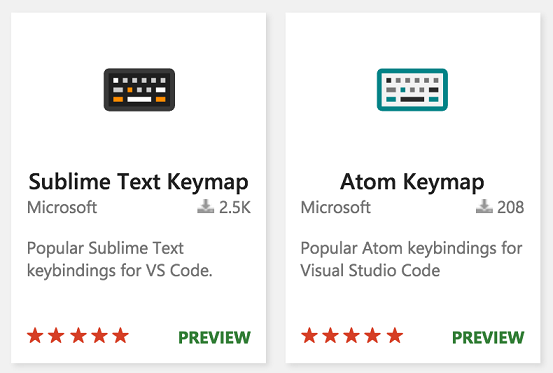 Sublime Text Keymap
Microsoft 2.5K
Popular Sublime Text
keybindings for VS Code.
PREVIEW
Atom Keymap
Microsoft 208
Popular Atom keybindings for
Visual Studio Code
PREVIEW